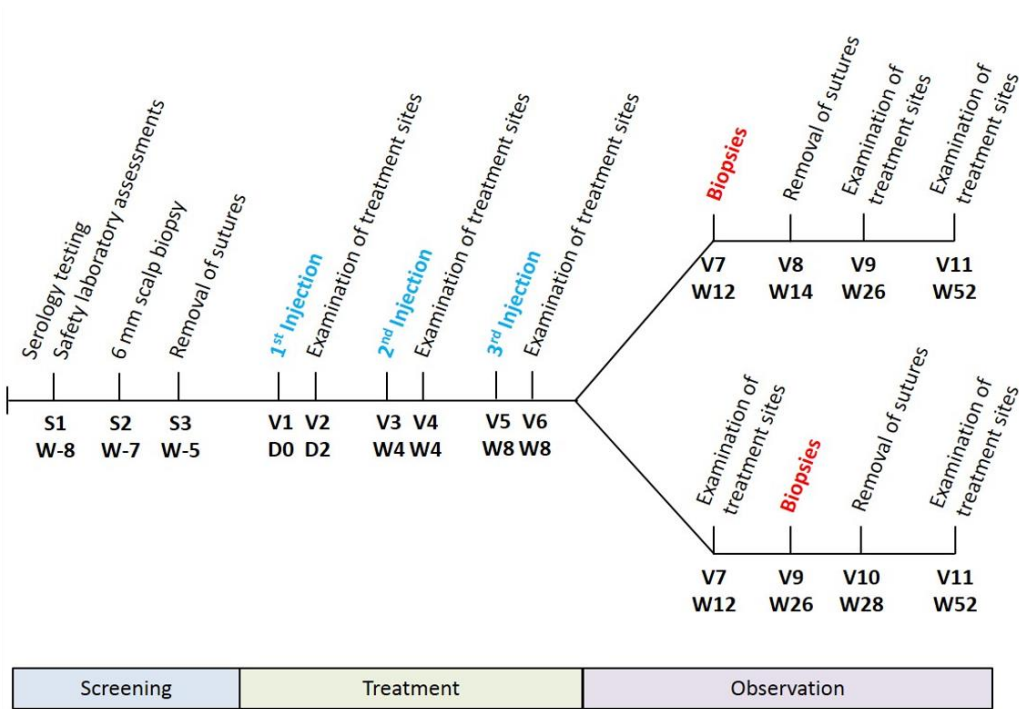 Serology testing
Safety laboratory assessments
6 mm scalp biopsy
Removal of sutures
1st Injection
Examination of treatment sites
2nd Injection
Examination of treatment sites
3rd Injection
Examination of treatment sites
S1 S2 S3 V1 V2 V3 V4 V5 V6
W-8 W-7 W-5 D0 D2 W4 W4 W8 W8
Biopsies
Removal of sutures
Examination of
treatment sites
Examination of
treatment sites
V7 V8 V9 V11
W12 W14 W26 W52
Examination of
treatment sites
Biopsies
Removal of sutures
Examination of
treatment sites
V7 V9 V10 V11
W12 W26 W28 W52
Screening Treatment Observation